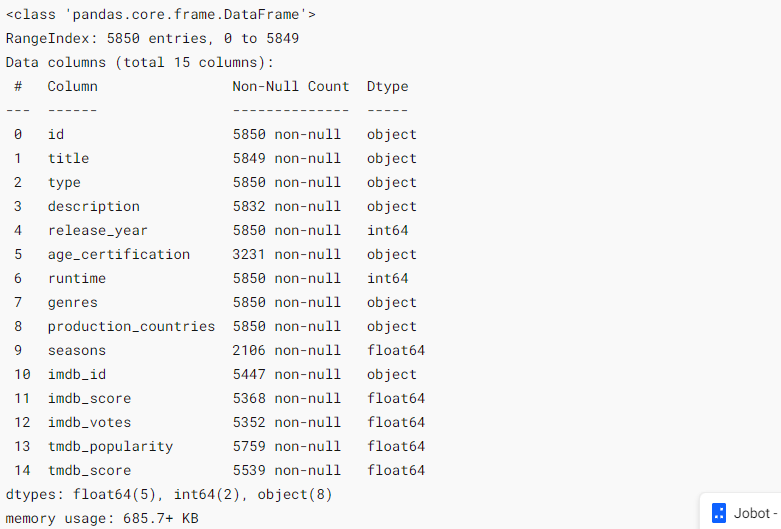 <class 'pandas.core.frame.DataFrame'>
RangeIndex: 5850 entries, 0 to 5849
Data columns (total 15 columns):
 #   Column                Non-Null Count  Dtype
---  ------                --------------  -----
 0   id                    5850 non-null   object
 1   title                 5849 non-null   object
 2   type                  5850 non-null   object
 3   description           5832 non-null   object
 4   release_year          5850 non-null   int64
 5   age_certification     3231 non-null   object
 6   runtime               5850 non-null   int64
 7   genres                5850 non-null   object
 8   production_countries  5850 non-null   object
 9   seasons               2106 non-null   float64
 10  imdb_id               5447 non-null   object
 11  imdb_score            5368 non-null   float64
 12  imdb_votes            5352 non-null   float64
 13  tmdb_popularity       5759 non-null   float64
 14  tmdb_score            5539 non-null   float64
dtypes: float64(5), int64(2), object(8)
memory usage: 685.7+ KB
Jobot -